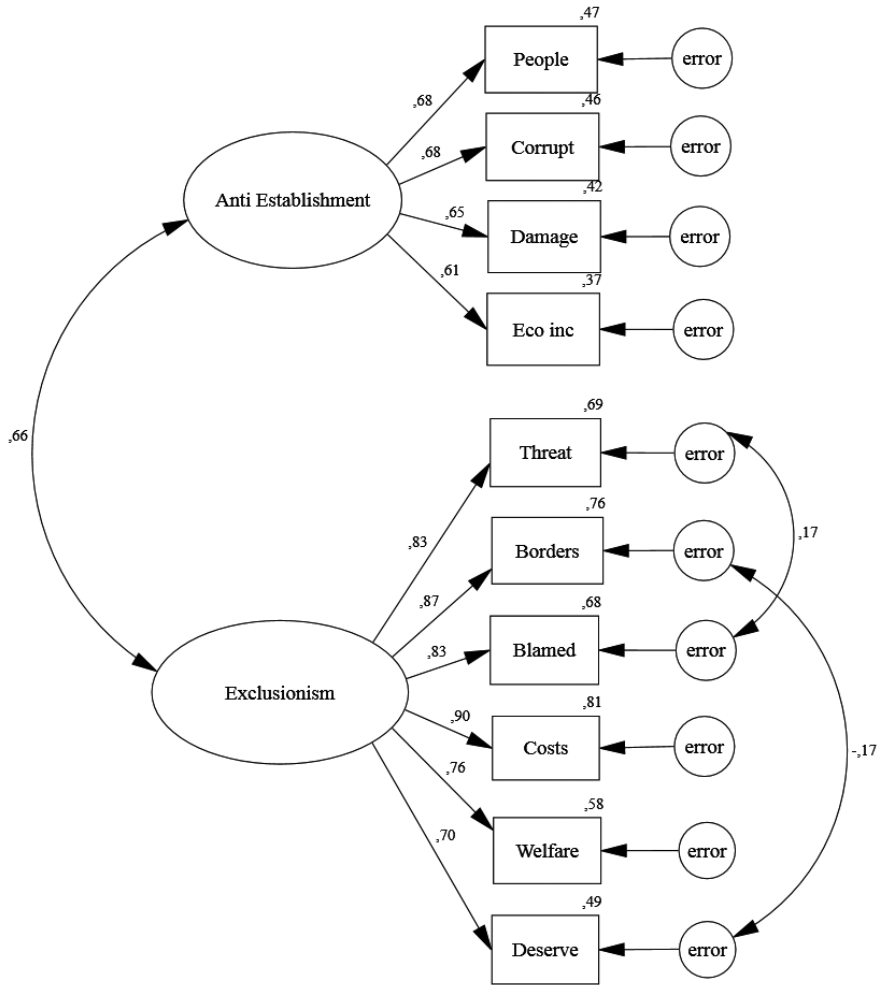 ,47
People
error
,68
,46
Corrupt
error
,68
Anti Establishment
,42
Damage
error
,65
,37
Eco inc
error
,61
,66
,69
Threat
error
,83
,17
,76
Borders
error
,87
,68
Blamed
error
,83
Exclusionism
,81
Costs
error
,90
-,17
,58
Welfare
error
,76
,49
Deserve
error
,70